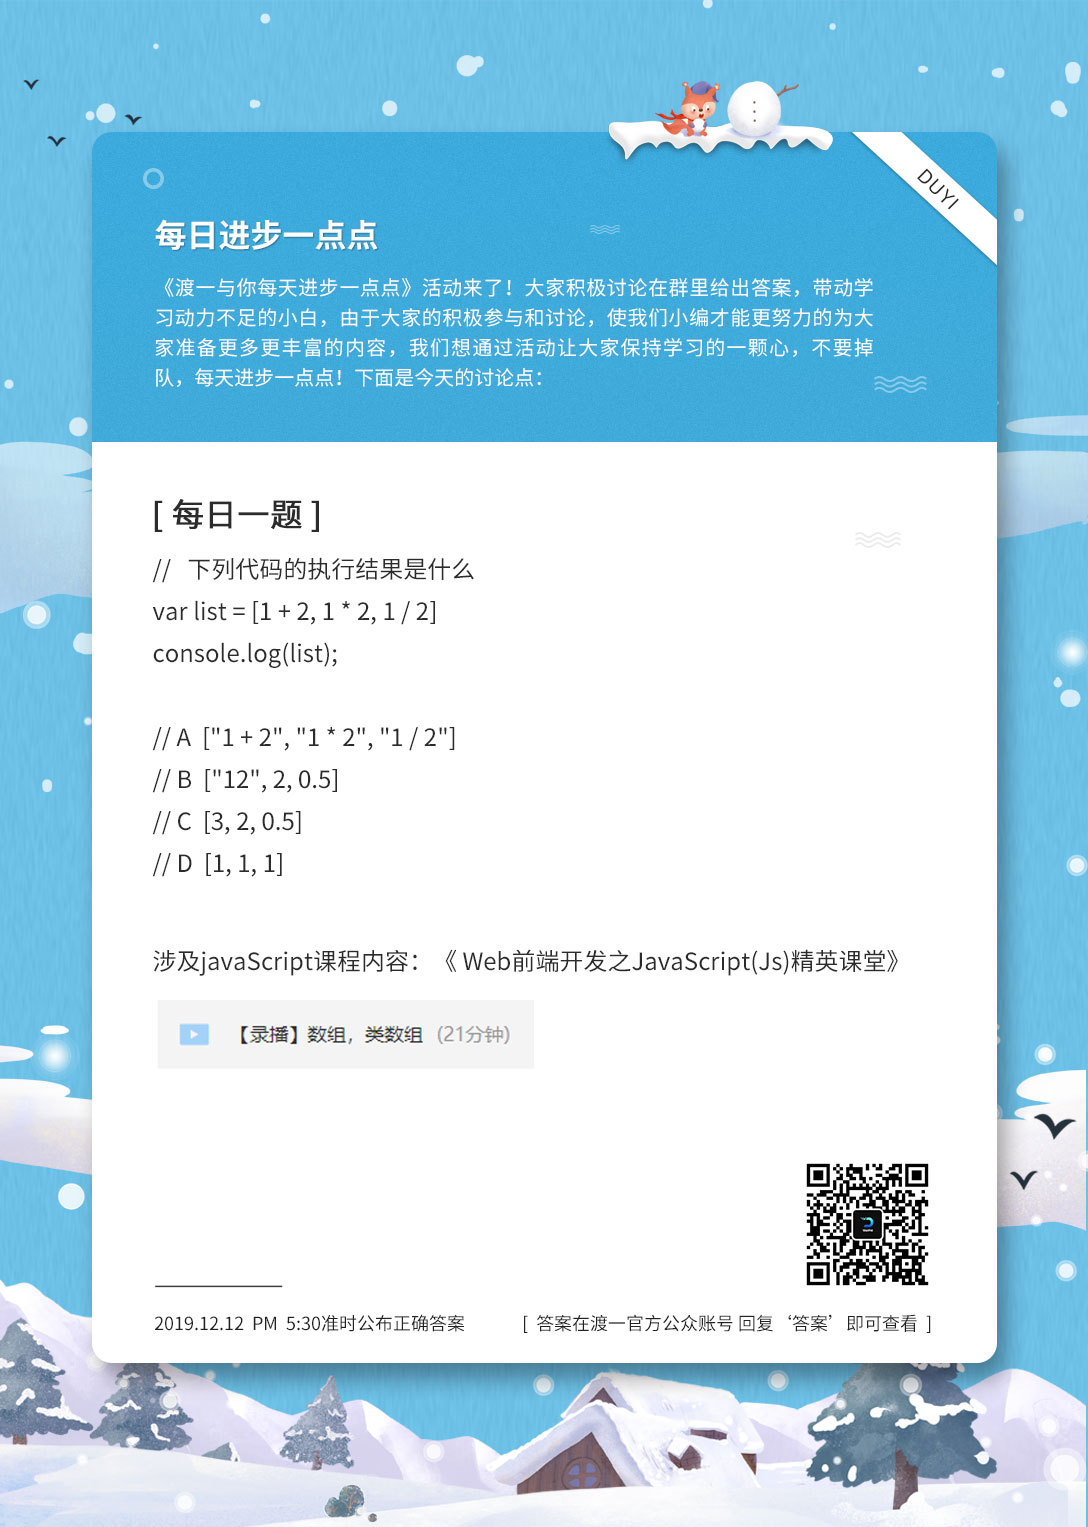 DUYI
每日进步一点点
《渡一与你每天进步一点点》活动来了！大家积极讨论在群里给出答案，带动学
习动力不足的小白，由于大家的积极参与和讨论，使我们小编才能更努力的为大
家准备更多更丰富的内容，我们想通过活动让大家保持学习的一颗心，不要掉
队，每天进步一点点！下面是今天的讨论点：
[ 每日一题 ]
// 下列代码的执行结果是什么
var list = [1 + 2, 1 * 2, 1 / 2]
console.log(list);
// A ["1 + 2", "1 * 2", "1 / 2"]
// B ["12", 2, 0.5]
// C [3, 2, 0.5]
// D [1, 1, 1]
涉及javaScript课程内容：《 Web前端开发之JavaScript(Js)精英课堂》
【录播】数组，类数组 (21分钟)
2019.12.12 PM 5:30准时公布正确答案
[ 答案在渡一官方公众账号 回复‘答案’即可查看 ]